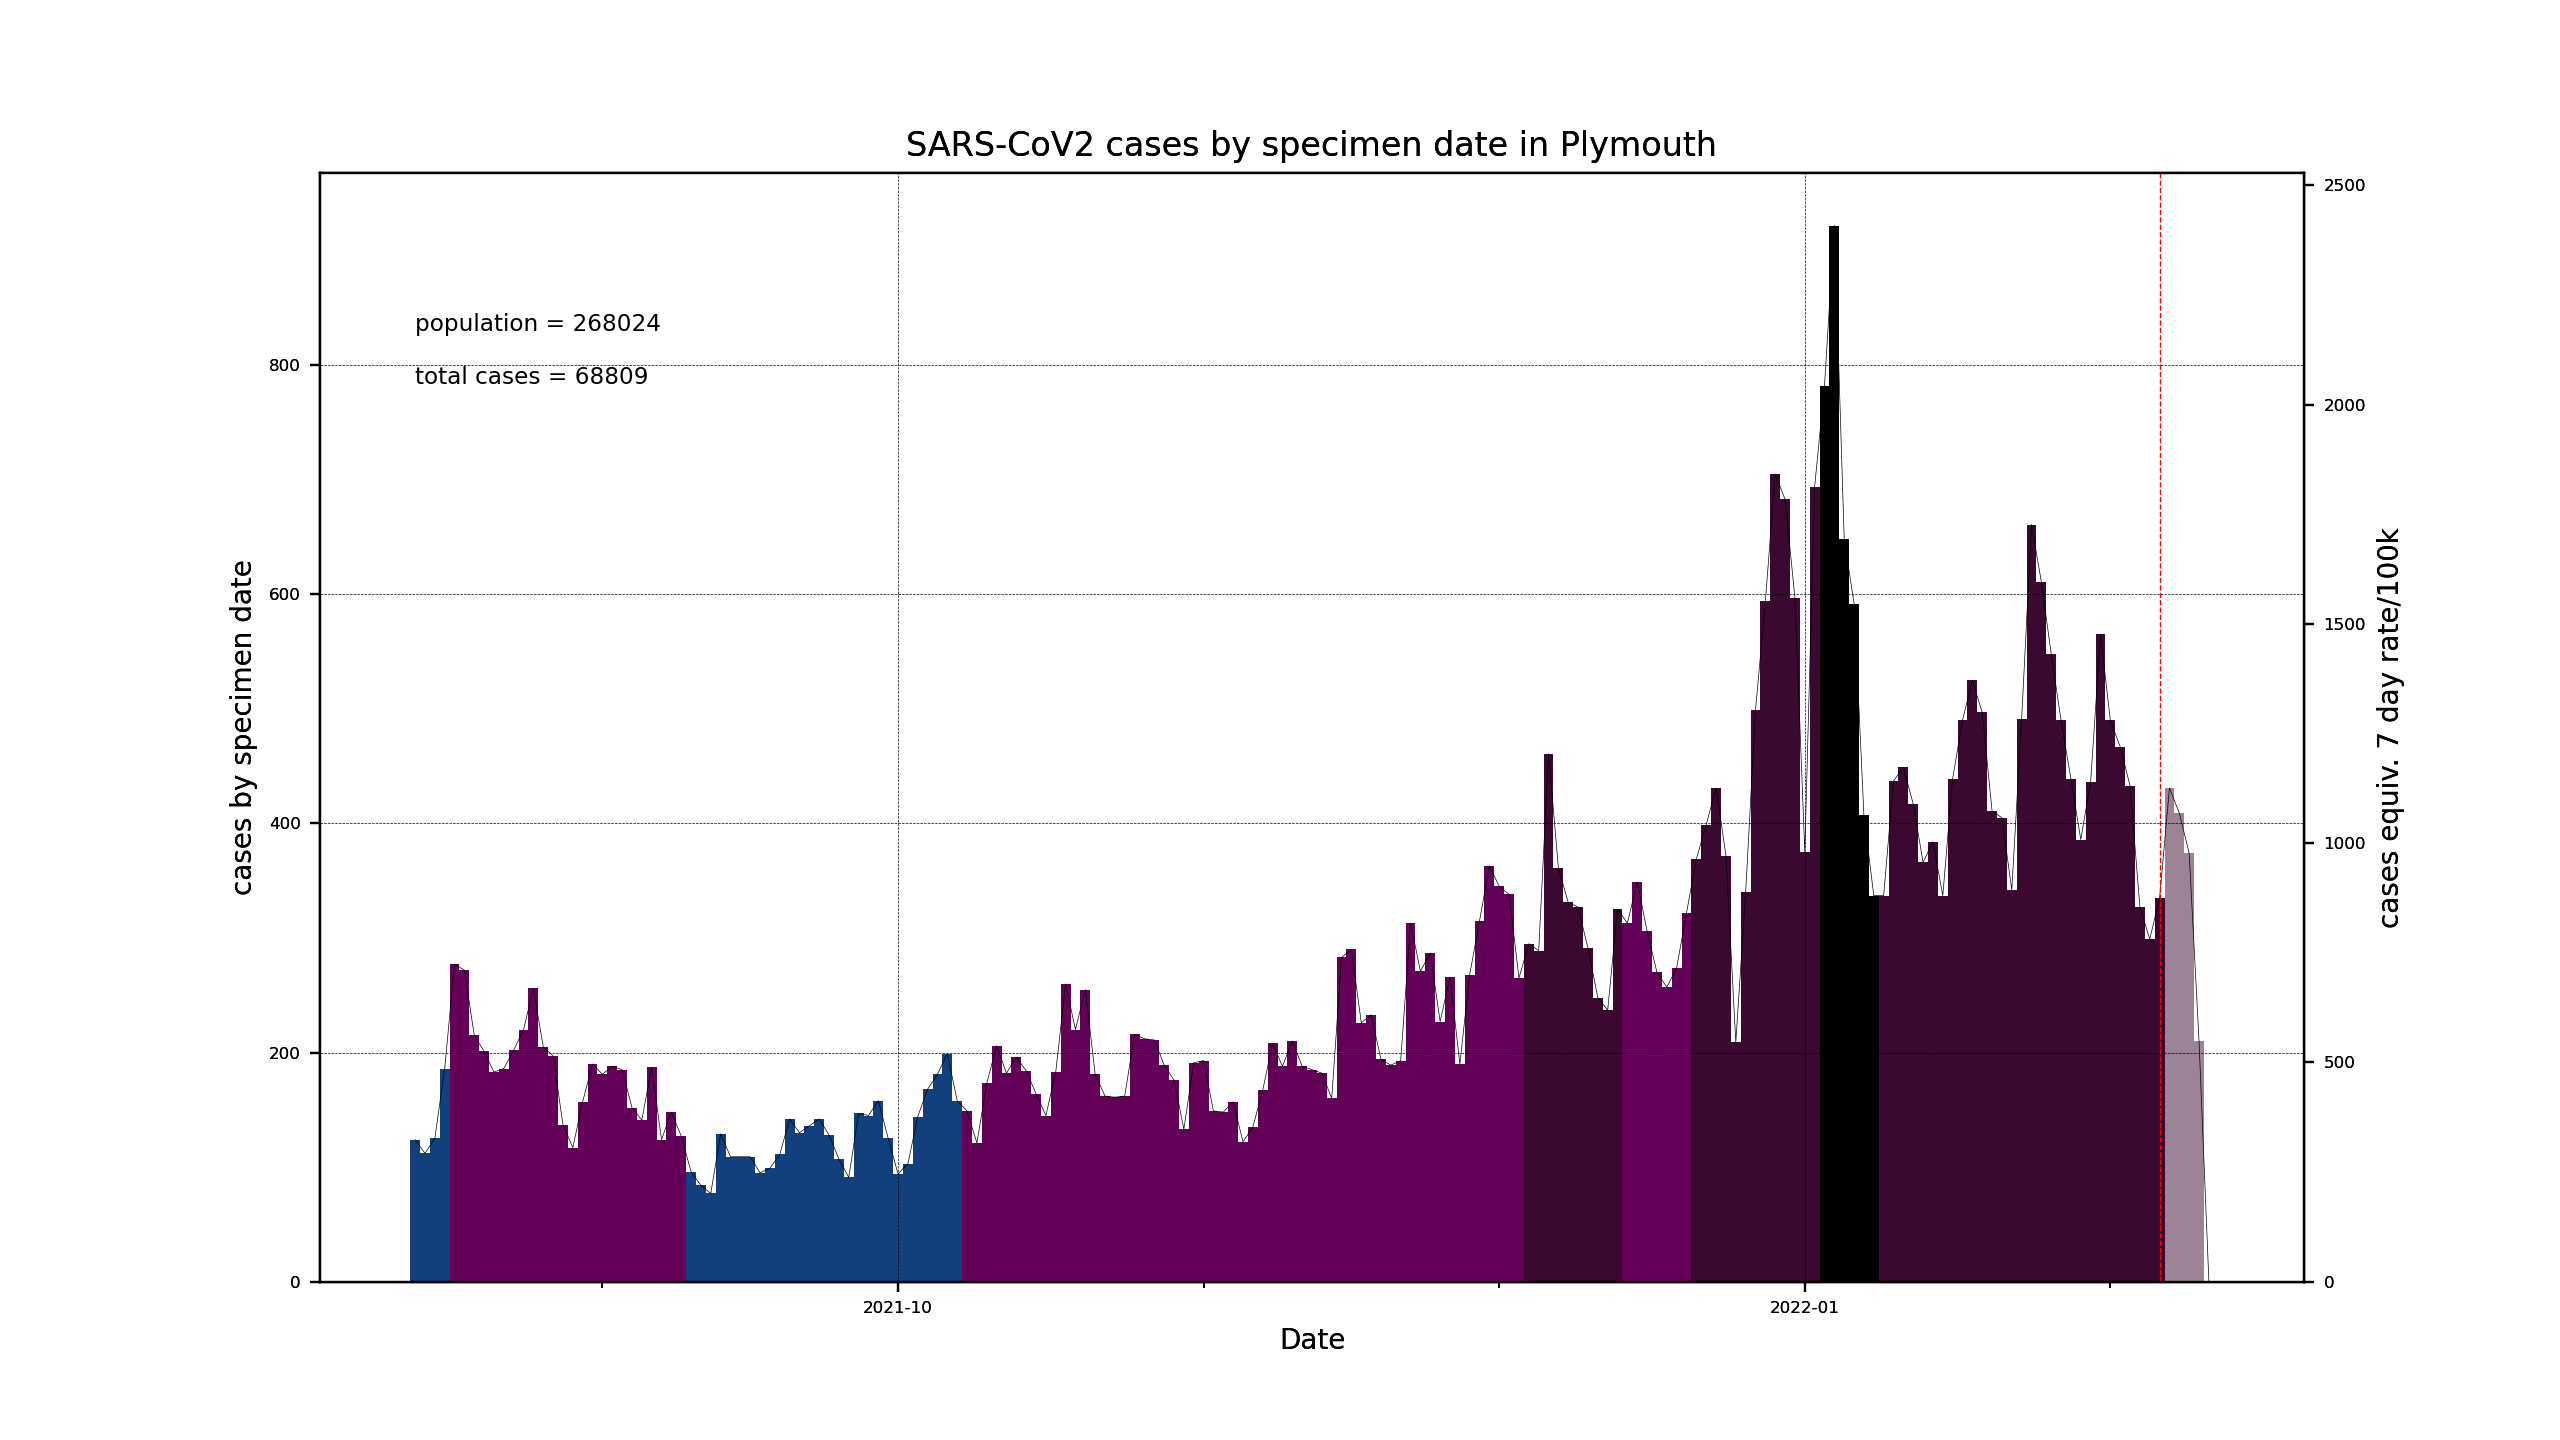 SARS-CoV2 cases by specimen date in Plymouth
population = 268024
total cases = 68809
cases by specimen date
800
600
400
200
0
2500
2000
1500
1000
500
0
cases equiv. 7 day rate/100k
2021-10
2022-01
Date